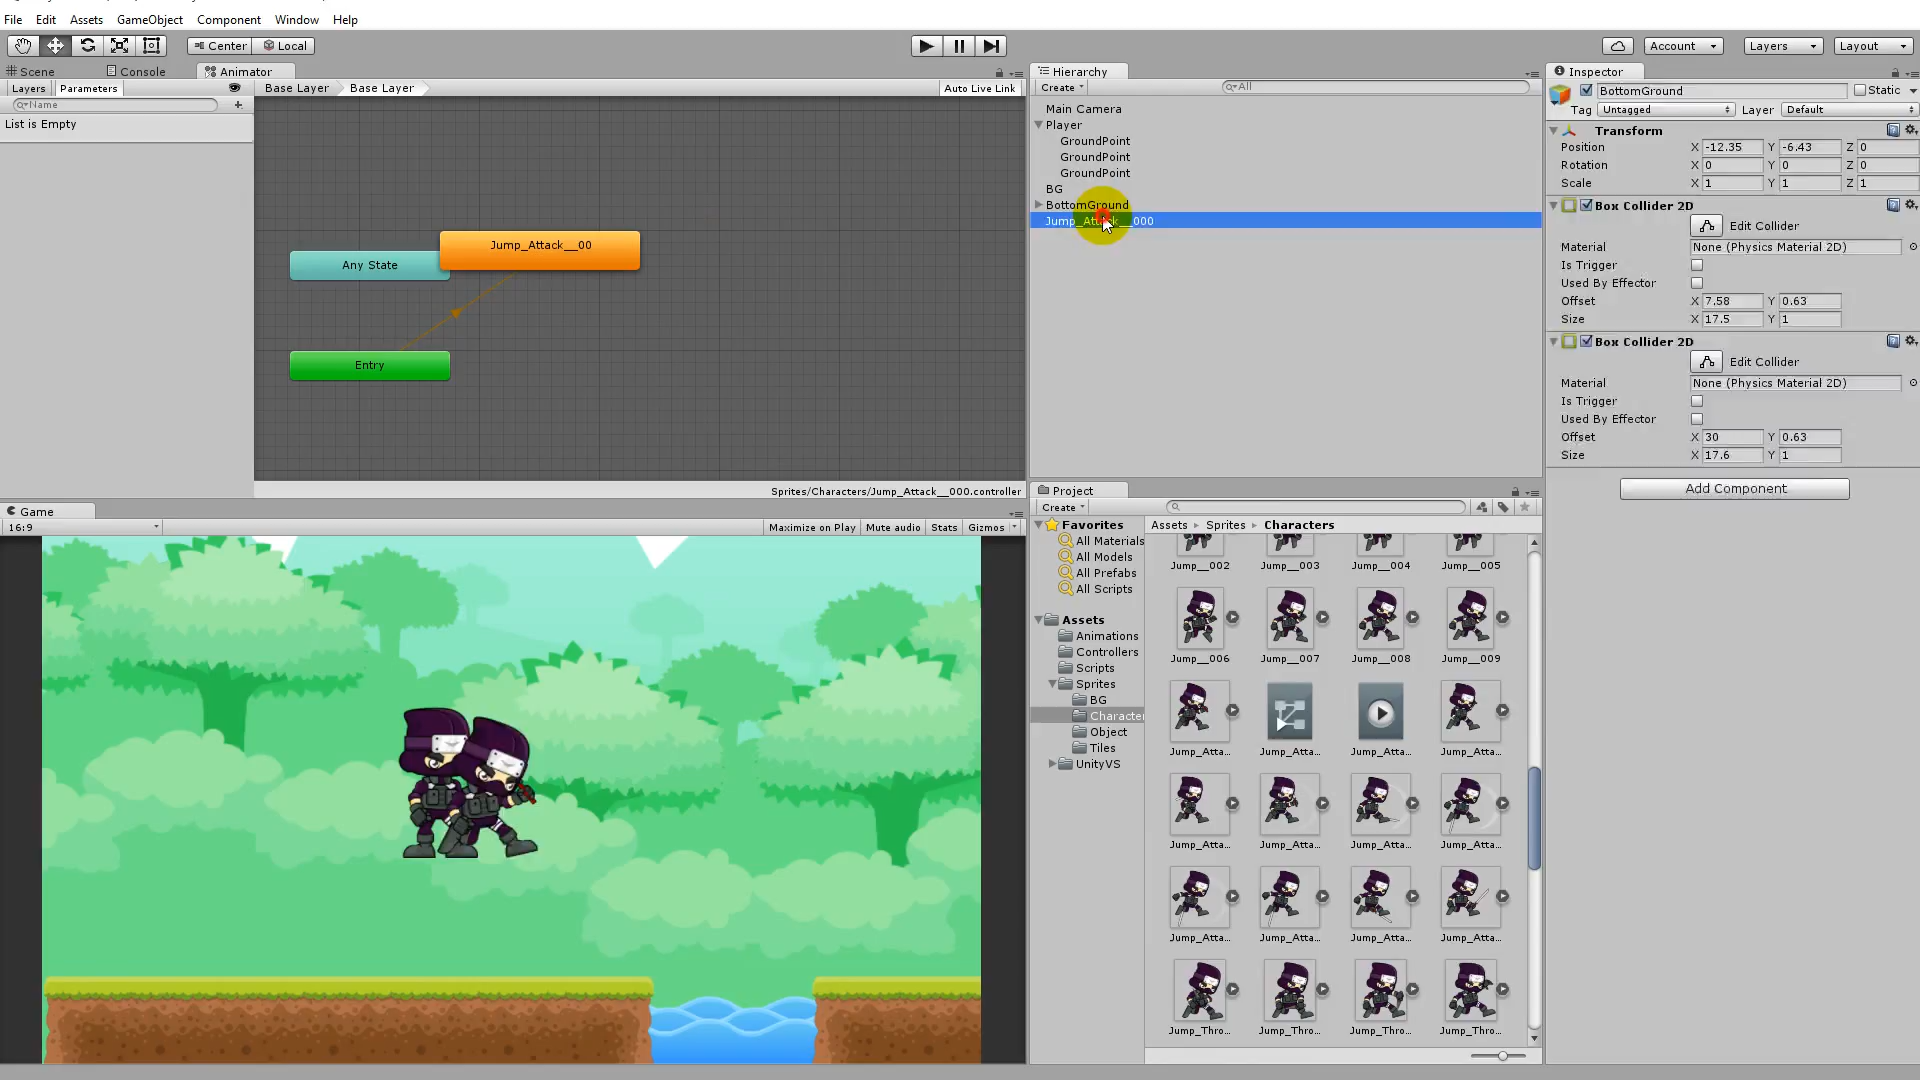 File Edit Assets GameObject Component Window Help
Center Local
Account Layers Layout
Scene Console Animator
Layers Parameters
Base Layer Base Layer Auto Live Link
Name
List is Empty
Jump_Attack__00
Any State
Entry
Sprites/Characters/Jump_Attack__000.controller
Game
16:9 Maximize on Play Mute audio Stats Gizmos
Hierarchy
Create All
Main Camera
Player
GroundPoint
GroundPoint
GroundPoint
BG
BottomGround
Jump_Attack__000
Project
Create
Favorites
All Materials
All Models
All Prefabs
All Scripts
Assets
Animations
Controllers
Scripts
Sprites
BG
Character
Object
Tiles
UnityVS
Assets Sprites Characters
Jump__002 Jump__003 Jump__004 Jump__005
Jump__006 Jump__007 Jump__008 Jump__009
Jump_Atta... Jump_Atta... Jump_Atta... Jump_Atta...
Jump_Atta... Jump_Atta... Jump_Atta... Jump_Atta...
Jump_Atta... Jump_Atta... Jump_Atta... Jump_Atta...
Jump_Thro... Jump_Thro... Jump_Thro... Jump_Thro...
Inspector
BottomGround Static
Tag Untagged Layer Default
Transform
Position X -12.35 Y -6.43 Z 0
Rotation X 0 Y 0 Z 0
Scale X 1 Y 1 Z 1
Box Collider 2D
Edit Collider
Material None (Physics Material 2D)
Is Trigger
Used By Effector
Offset X 7.58 Y 0.63
Size X 17.5 Y 1
Box Collider 2D
Edit Collider
Material None (Physics Material 2D)
Is Trigger
Used By Effector
Offset X 30 Y 0.63
Size X 17.6 Y 1
Add Component